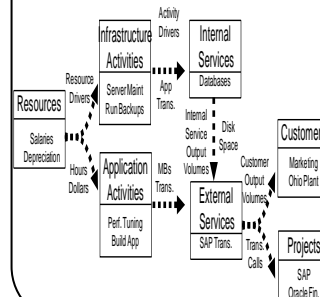 Activity
Drivers
Infrastructure
Activities
Server Maint
Run Backups
Internal
Services
Databases
Resource
Drivers
App
Trans.
Resources
Salaries
Depreciation
Internal
Service
Output
Volumes
Disk
Space
Customer
Marketing
Ohio Plant
Hours
Dollars
Application
Activities
Perf. Tuning
Build App
MBs
Trans.
External
Services
SAP Trans.
Customer
Output
Volumes
Trans.
Calls
Projects
SAP
Oracle Fin.